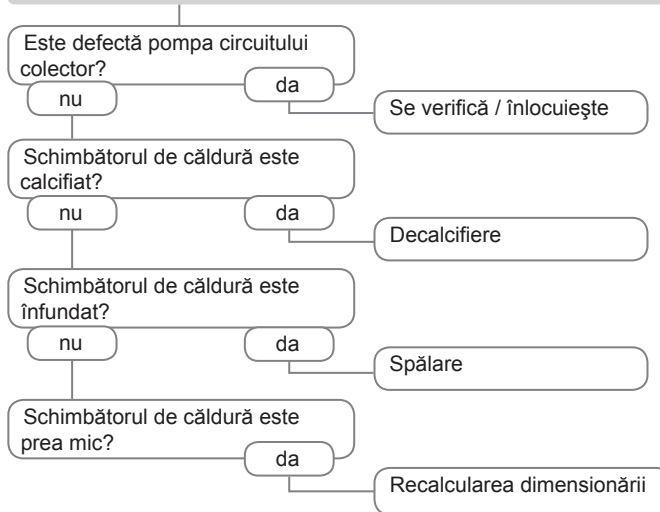 Este defectă pompa circuitului
colector?
nu
da
Se verifică / înlocuieşte
Schimbătorul de căldură este
calcifiat?
nu
da
Decalcifiere
Schimbătorul de căldură este
înfundat?
nu
da
Spălare
Schimbătorul de căldură este
prea mic?
da
Recalcularea dimensionării